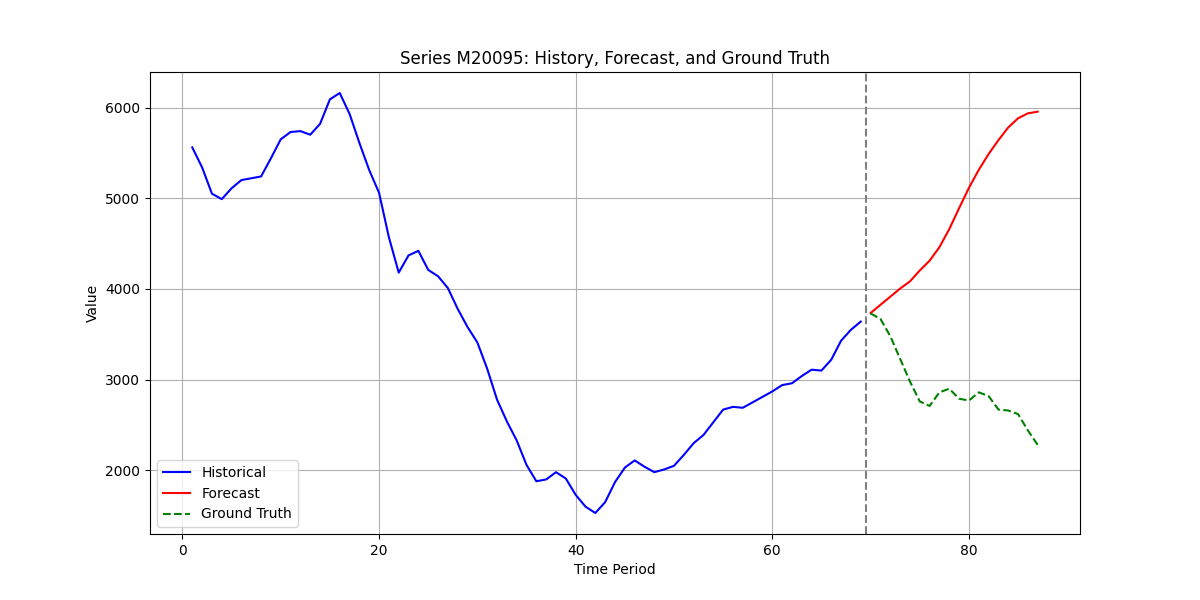 Series M20095: History, Forecast, and Ground Truth
6000
5000
4000
3000
2000
Value
Historical
Forecast
Ground Truth
0
20
40
60
80
Time Period